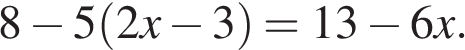 8 − 5(2x − 3) = 13 − 6x.